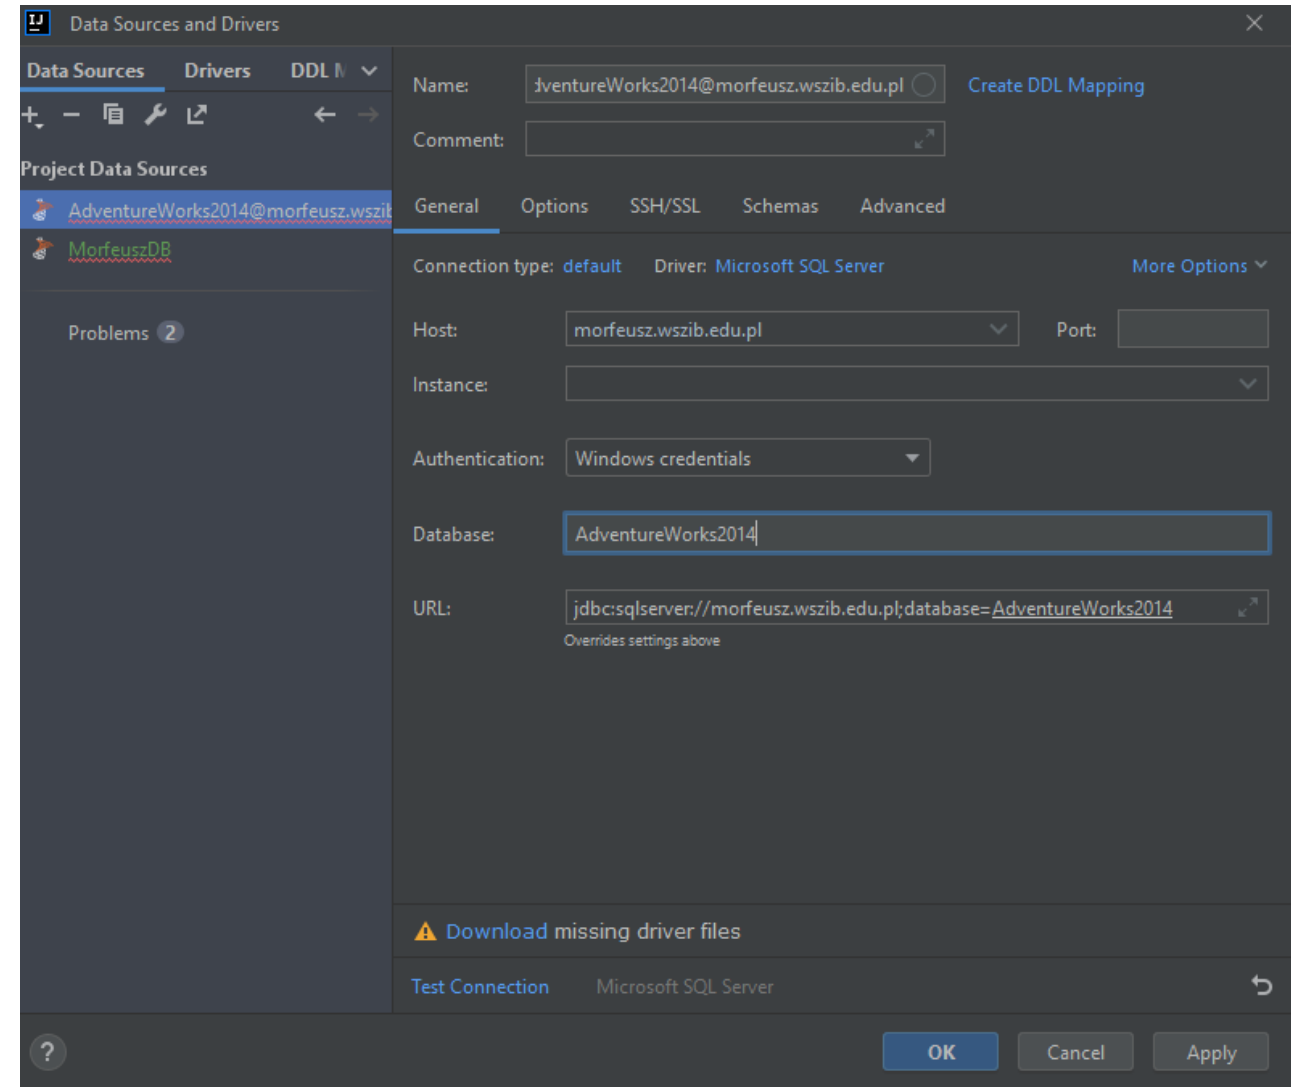 IJ Data Sources and Drivers
Data Sources Drivers DDL M
Project Data Sources
AdventureWorks2014@morfeusz.wszib
MorfeuszDB
Problems 2
Name: dventureWorks2014@morfeusz.wszib.edu.pl Create DDL Mapping
Comment:
General Options SSH/SSL Schemas Advanced
Connection type: default Driver: Microsoft SQL Server More Options
Host: morfeusz.wszib.edu.pl Port:
Instance:
Authentication: Windows credentials
Database: AdventureWorks2014
URL: jdbc:sqlserver://morfeusz.wszib.edu.pl;database=AdventureWorks2014
Overrides settings above
Download missing driver files
Test Connection Microsoft SQL Server
? OK Cancel Apply